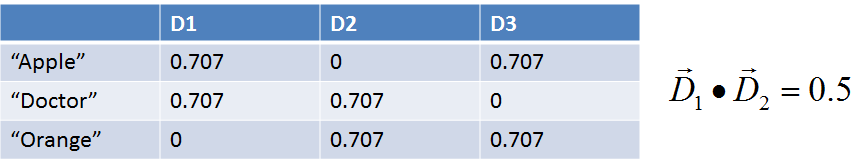 D1 D2 D3
“Apple” 0.707 0 0.707
“Doctor” 0.707 0.707 0
“Orange” 0 0.707 0.707
D⃗₁ • D⃗₂ = 0.5